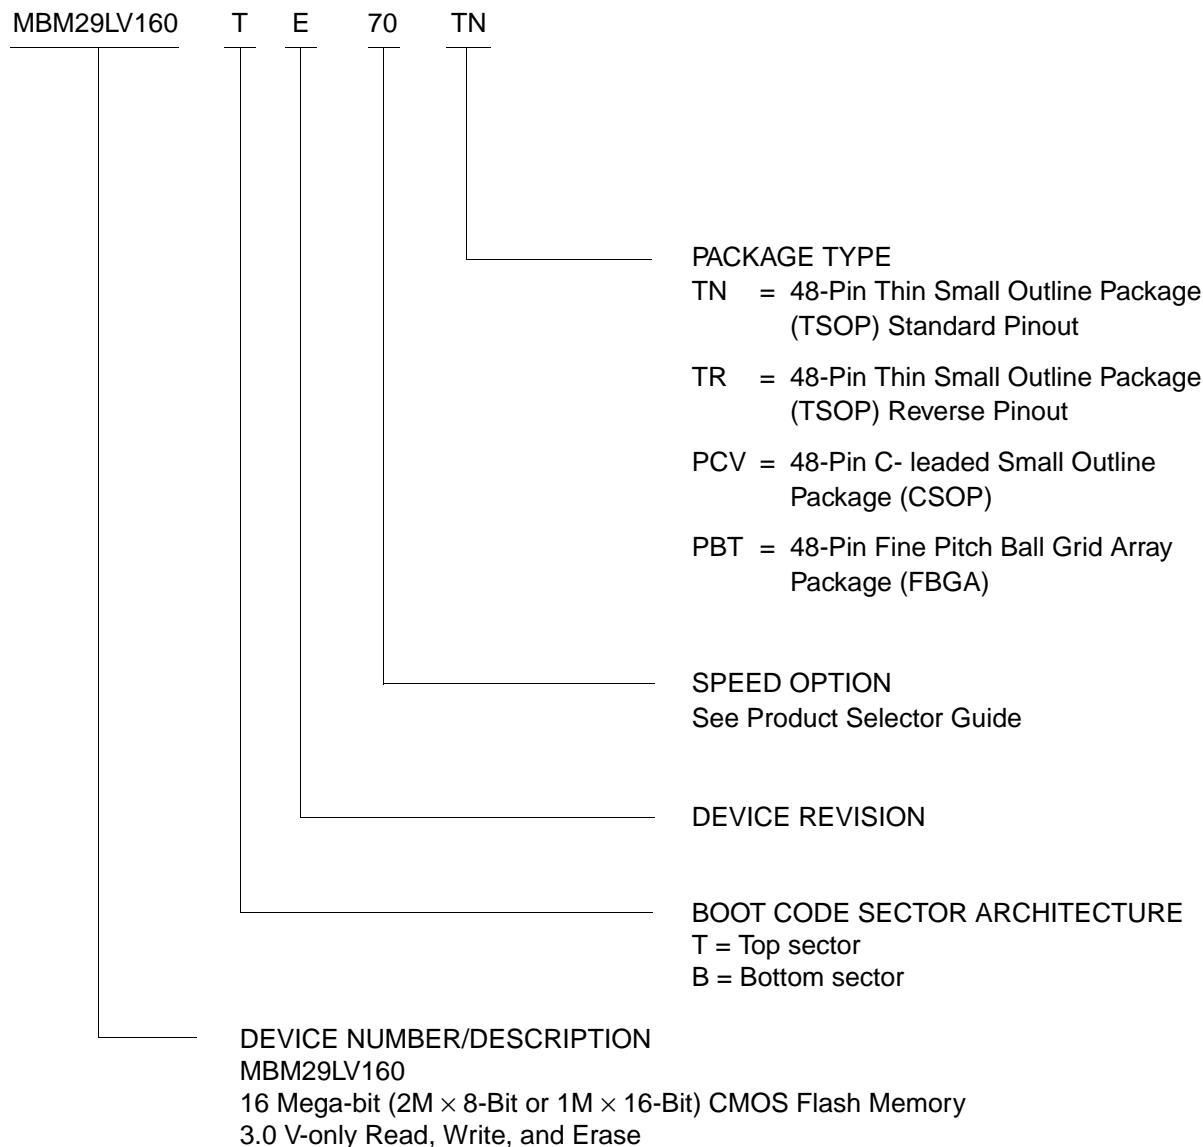 MBM29LV160 T E 70 TN
PACKAGE TYPE
TN = 48-Pin Thin Small Outline Package
(TSOP) Standard Pinout
TR = 48-Pin Thin Small Outline Package
(TSOP) Reverse Pinout
PCV = 48-Pin C- leaded Small Outline
Package (CSOP)
PBT = 48-Pin Fine Pitch Ball Grid Array
Package (FBGA)
SPEED OPTION
See Product Selector Guide
DEVICE REVISION
BOOT CODE SECTOR ARCHITECTURE
T = Top sector
B = Bottom sector
DEVICE NUMBER/DESCRIPTION
MBM29LV160
16 Mega-bit (2M × 8-Bit or 1M × 16-Bit) CMOS Flash Memory
3.0 V-only Read, Write, and Erase